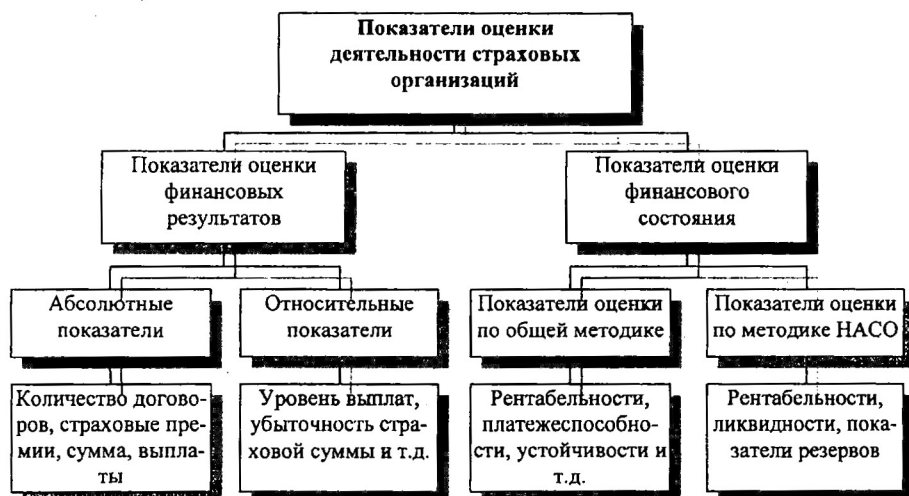 Показатели оценки
деятельности страховых
организаций
Показатели оценки
финансовых
результатов
Показатели оценки
финансового
состояния
Абсолютные
показатели
Относительные
показатели
Показатели оценки
по общей методике
Показатели оценки
по методике НАСО
Количество догово-
ров, страховые пре-
мии, сумма, выпла-
ты
Уровень выплат,
убыточность стра-
ховой суммы и т.д.
Рентабельности,
платежеспособно-
сти, устойчивости и
т.д.
Рентабельности,
ликвидности, пока-
затели резервов